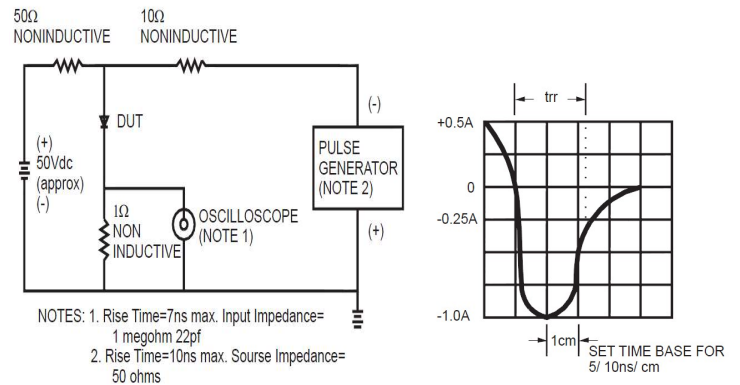 50Ω
NONINDUCTIVE
10Ω
NONINDUCTIVE
DUT
(+)
50Vdc
(approx)
(-)
1Ω
NON
INDUCTIVE
OSCILLOSCOPE
(NOTE 1)
(-)
PULSE
GENERATOR
(NOTE 2)
(+)
NOTES: 1. Rise Time=7ns max. Input Impedance=
1 megohm 22pf
2. Rise Time=10ns max. Sourse Impedance=
50 ohms
trr
+0.5A
0
-0.25A
-1.0A
1cm
SET TIME BASE FOR
5/ 10ns/ cm